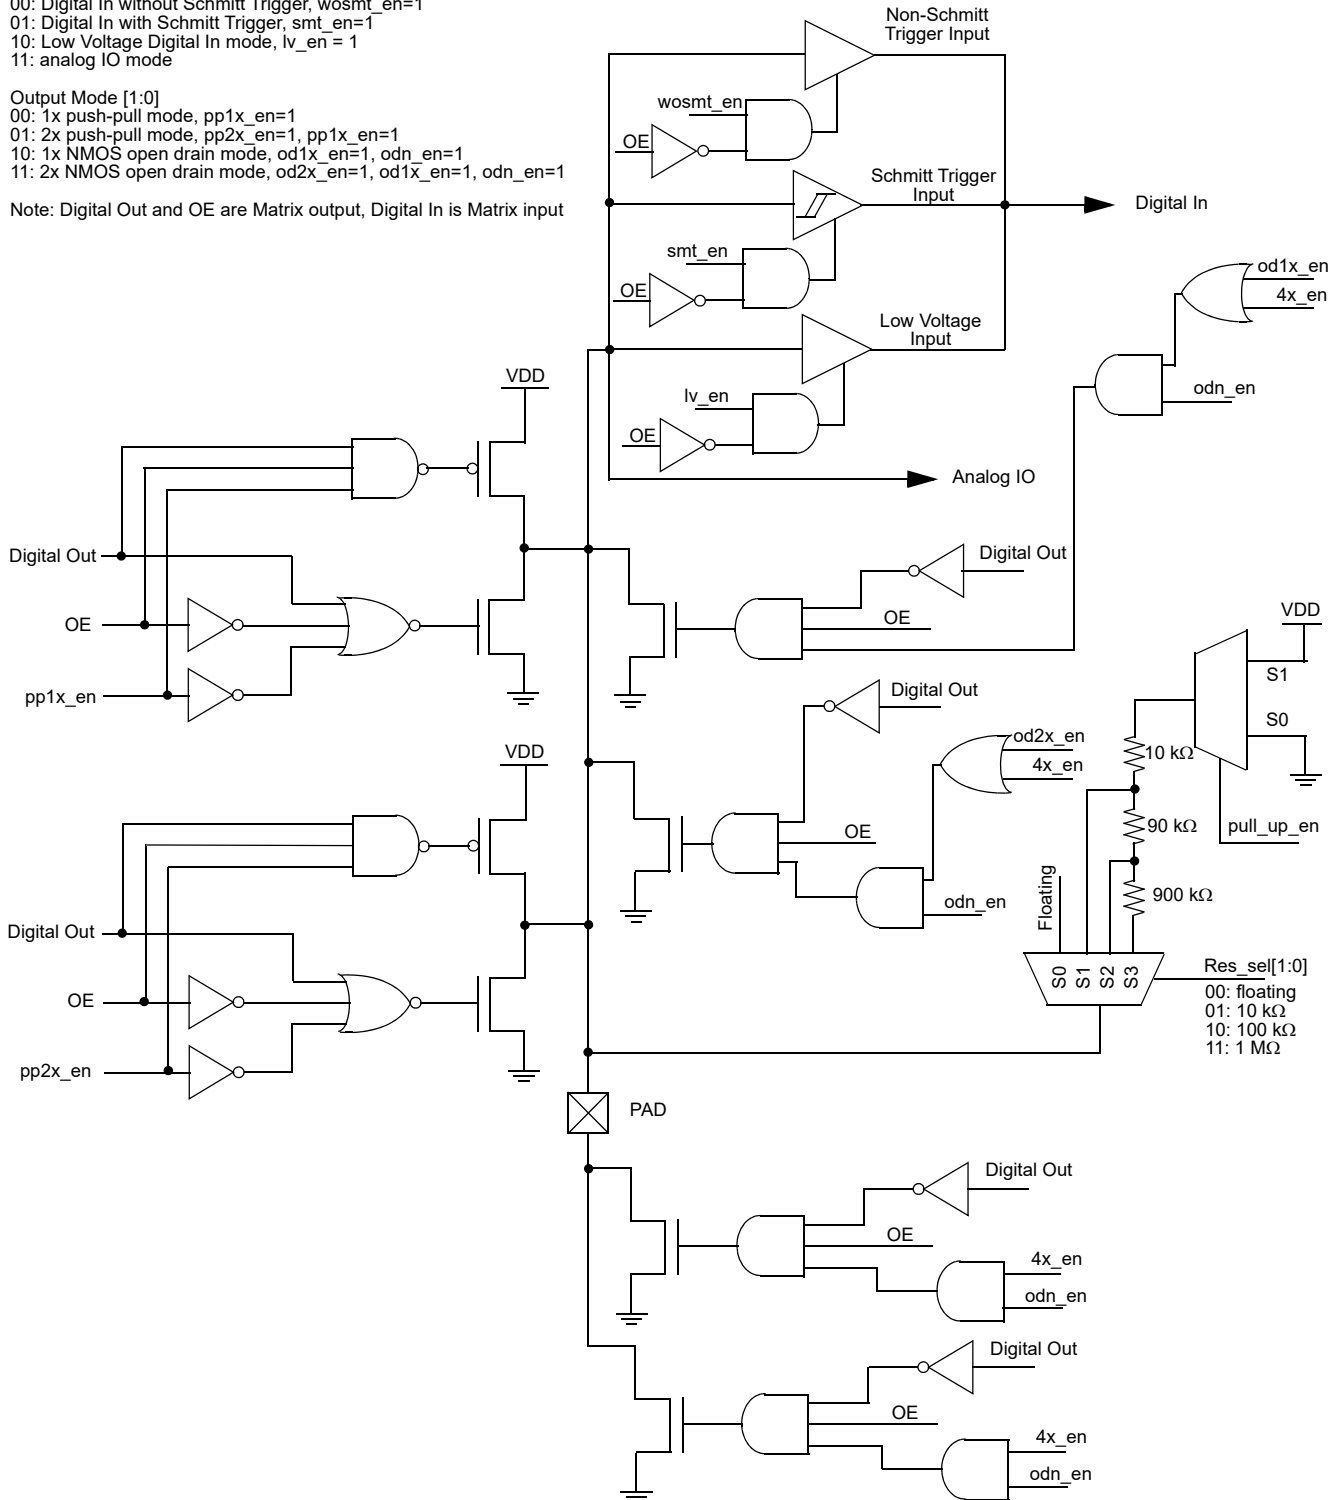 00: Digital In without Schmitt Trigger, wosmt_en=1
01: Digital In with Schmitt Trigger, smt_en=1
10: Low Voltage Digital In mode, lv_en = 1
11: analog IO mode
Output Mode [1:0]
00: 1x push-pull mode, pp1x_en=1
01: 2x push-pull mode, pp2x_en=1, pp1x_en=1
10: 1x NMOS open drain mode, od1x_en=1, odn_en=1
11: 2x NMOS open drain mode, od2x_en=1, od1x_en=1, odn_en=1
Note: Digital Out and OE are Matrix output, Digital In is Matrix input
Non-Schmitt
Trigger Input
wosmt_en
OE
Schmitt Trigger
Input
Digital In
smt_en
OE
od1x_en
4x_en
Low Voltage
Input
odn_en
lv_en
OE
Analog IO
VDD
Digital Out
OE
pp1x_en
Digital Out
OE
VDD
S1
S0
pull_up_en
10 kΩ
90 kΩ
900 kΩ
Digital Out
od2x_en
4x_en
OE
odn_en
VDD
Digital Out
OE
pp2x_en
Floating
S0
S1
S2
S3
Res_sel[1:0]
00: floating
01: 10 kΩ
10: 100 kΩ
11: 1 MΩ
PAD
Digital Out
OE
4x_en
odn_en
Digital Out
OE
4x_en
odn_en